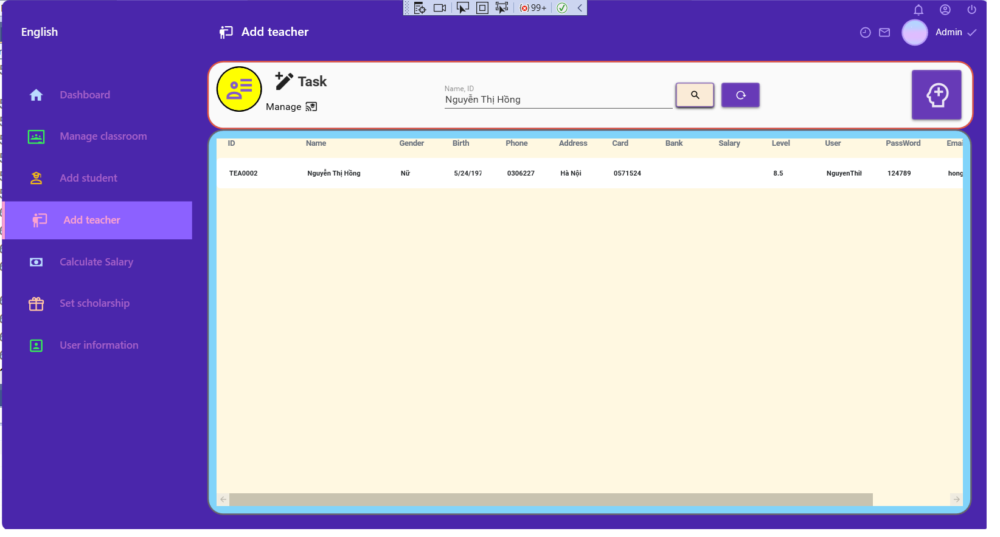 99+
English
Add teacher
Admin
Dashboard
Manage classroom
Add student
Add teacher
Calculate Salary
Set scholarship
User information
Task
Manage
Name, ID
Nguyễn Thị Hồng
ID Name Gender Birth Phone Address Card Bank Salary Level User PassWord Emai
TEA0002 Nguyễn Thị Hồng Nữ 5/24/197 0306227 Hà Nội 0571524 8.5 NguyenThiH 124789 hong